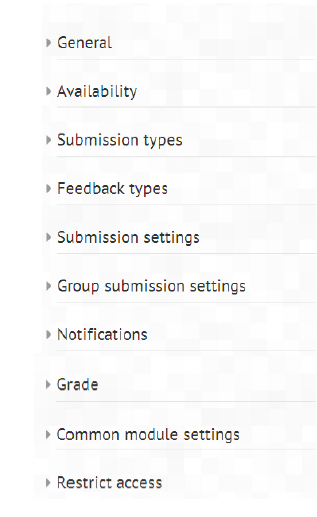 General
Availability
Submission types
Feedback types
Submission settings
Group submission settings
Notifications
Grade
Common module settings
Restrict access